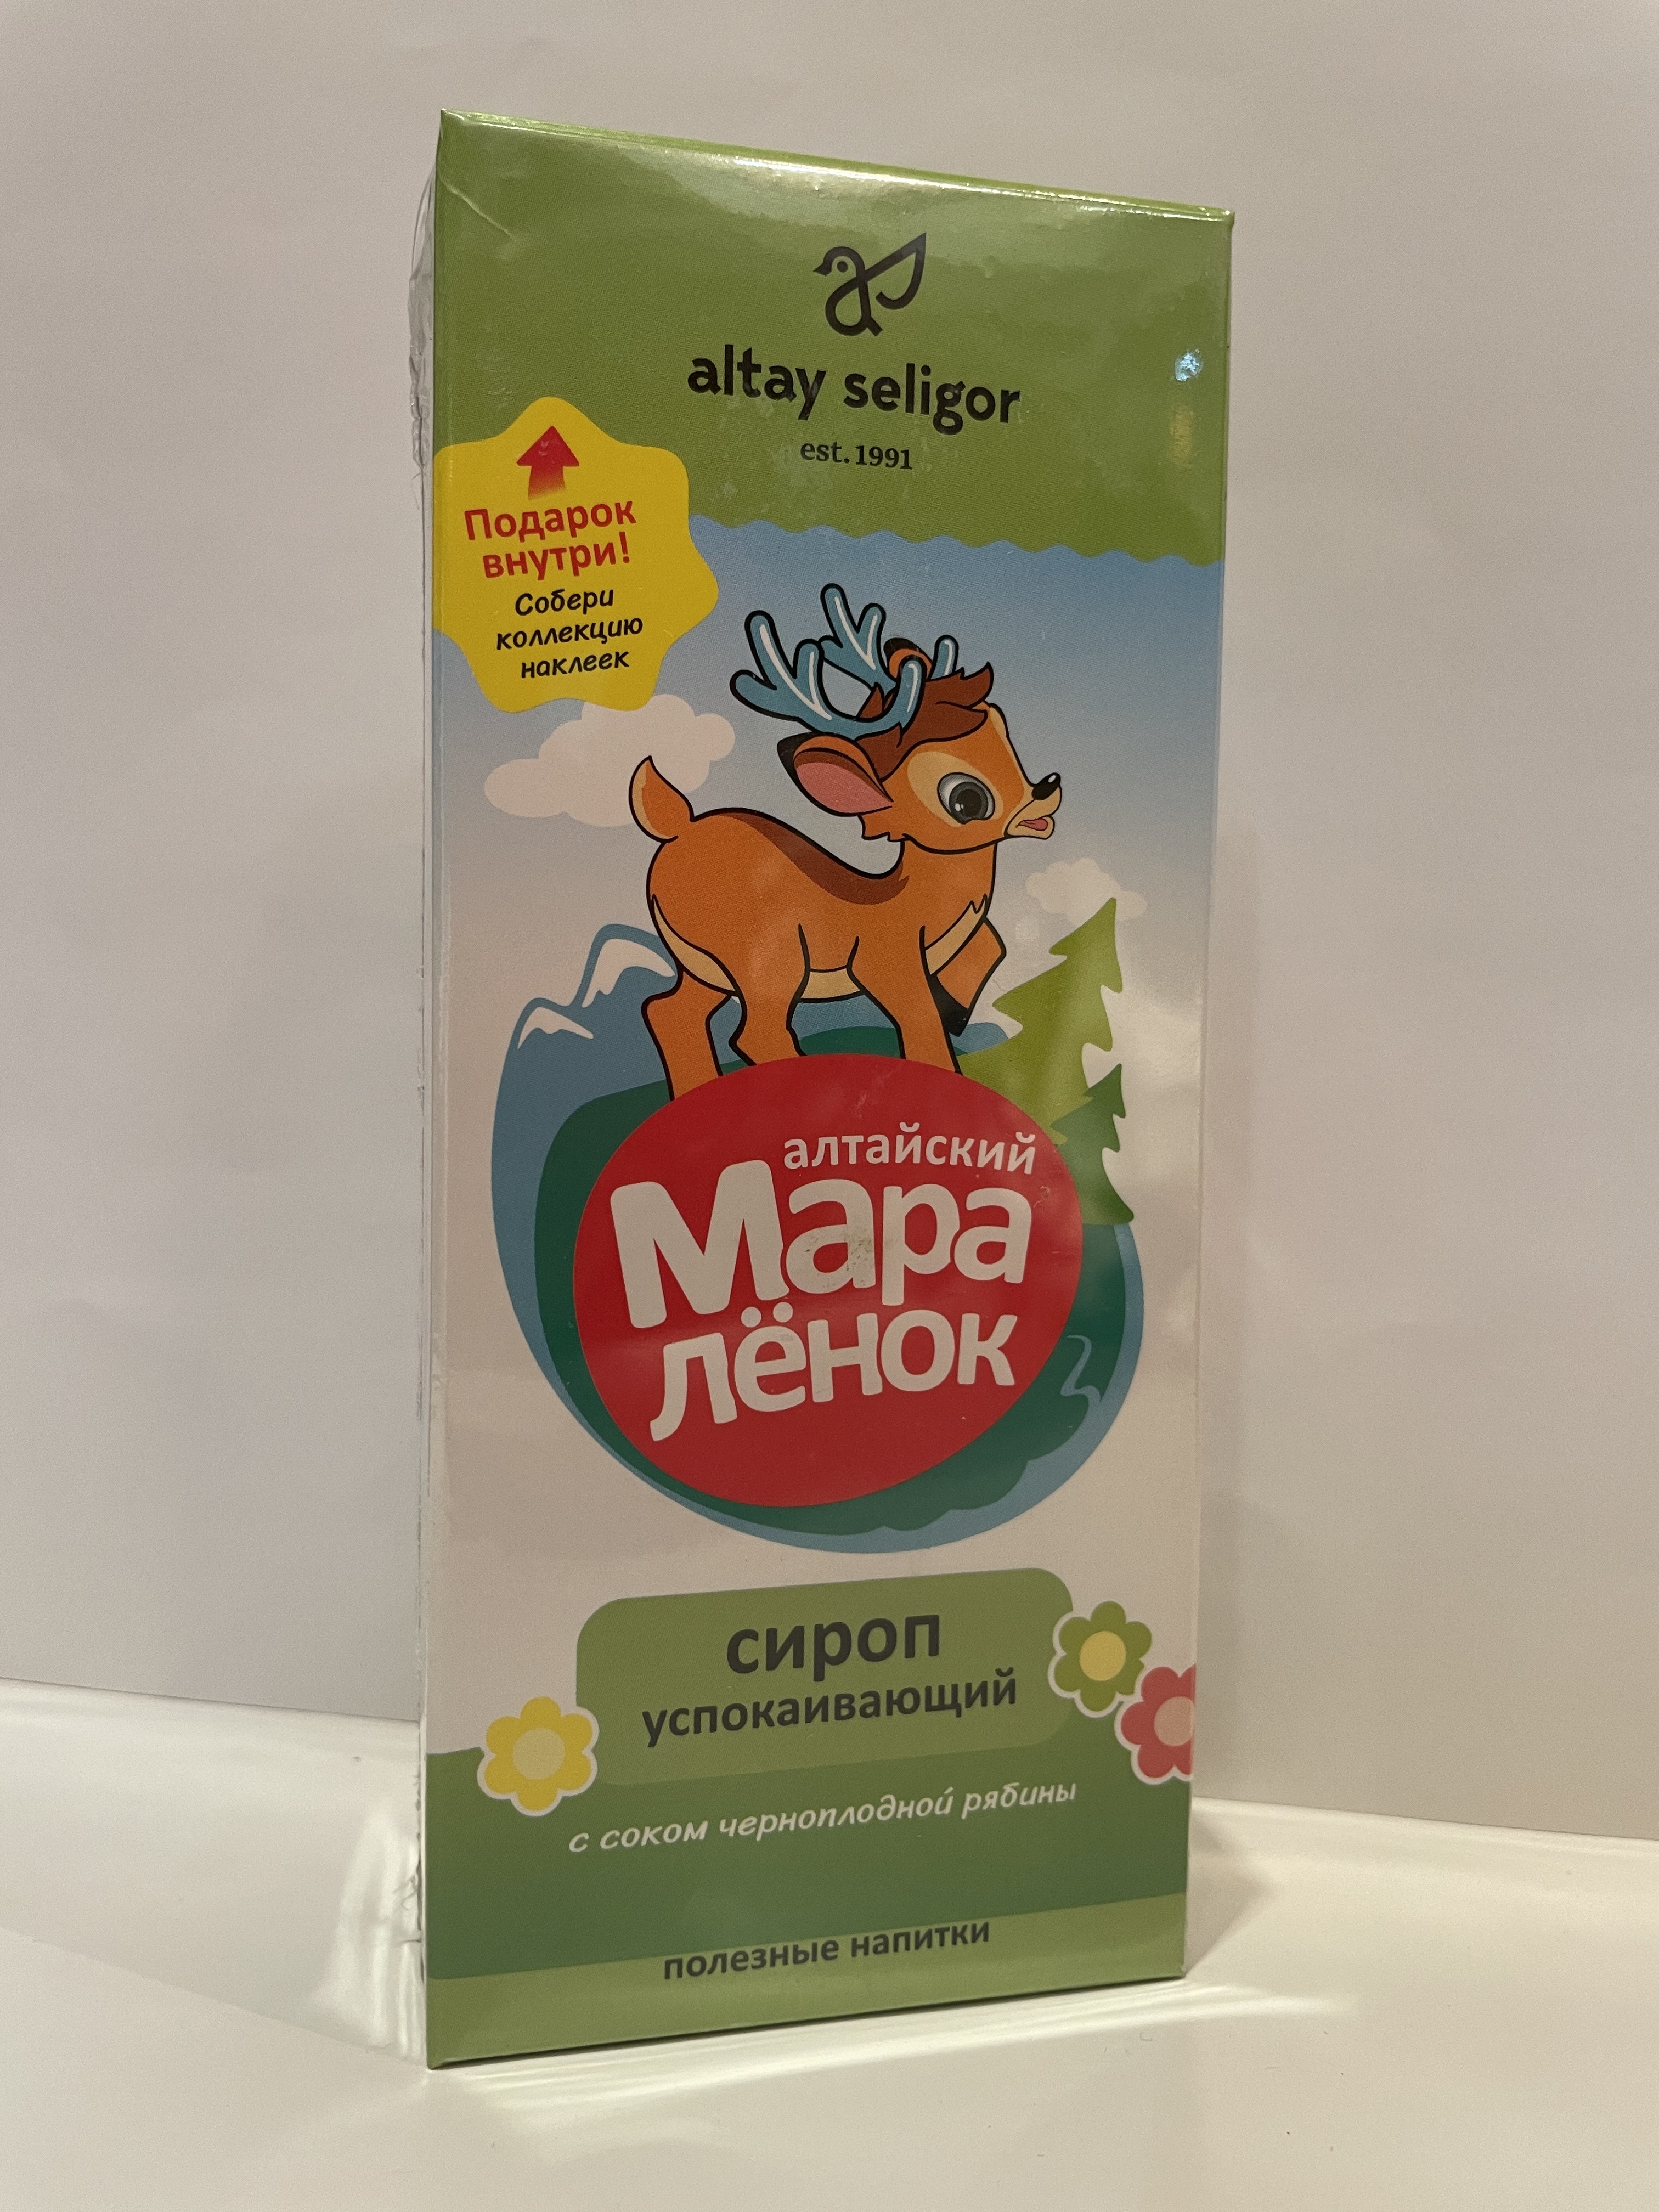 altay seligor
est. 1991
Подарок
внутри!
Собери
коллекцию
наклеек
алтайский
Мара
лёнок
сироп
успокаивающий
с соком черноплодной рябины
полезные напитки